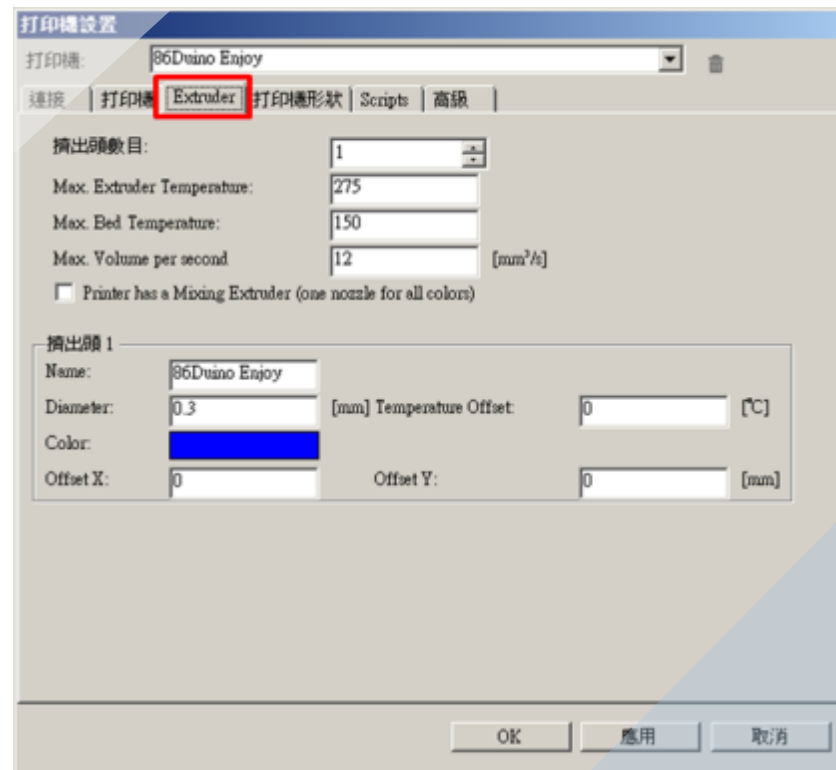 打印機設置
打印機: 86Duino Enjoy
連接 打印機 Extruder 打印機形狀 Scripts 高級
擠出頭數目: 1
Max. Extruder Temperature: 275
Max. Bed Temperature: 150
Max. Volume per second 12 [mm³/s]
Printer has a Mixing Extruder (one nozzle for all colors)
擠出頭 1
Name: 86Duino Enjoy
Diameter: 0.3 [mm] Temperature Offset: 0 [℃]
Color:
Offset X: 0 Offset Y: 0 [mm]
OK 應用 取消